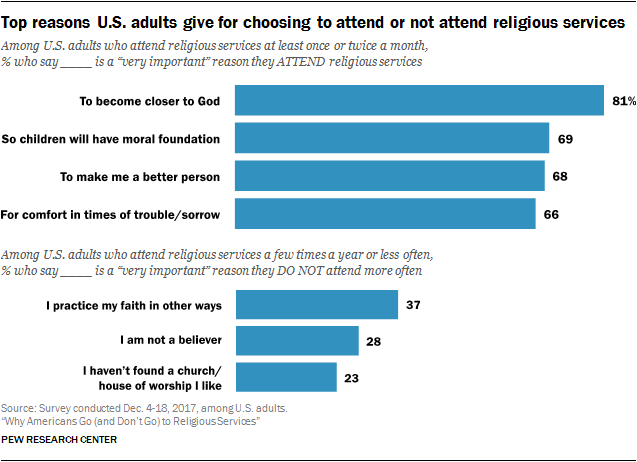 Top reasons U.S. adults give for choosing to attend or not attend religious services
Among U.S. adults who attend religious services at least once or twice a month,
% who say ____ is a “very important” reason they ATTEND religious services
To become closer to God 81%
So children will have moral foundation 69
To make me a better person 68
For comfort in times of trouble/sorrow 66
Among U.S. adults who attend religious services a few times a year or less often,
% who say ____ is a “very important” reason they DO NOT attend more often
I practice my faith in other ways 37
I am not a believer 28
I haven’t found a church/
house of worship I like 23
Source: Survey conducted Dec. 4-18, 2017, among U.S. adults.
“Why Americans Go (and Don’t Go) to Religious Services”
PEW RESEARCH CENTER